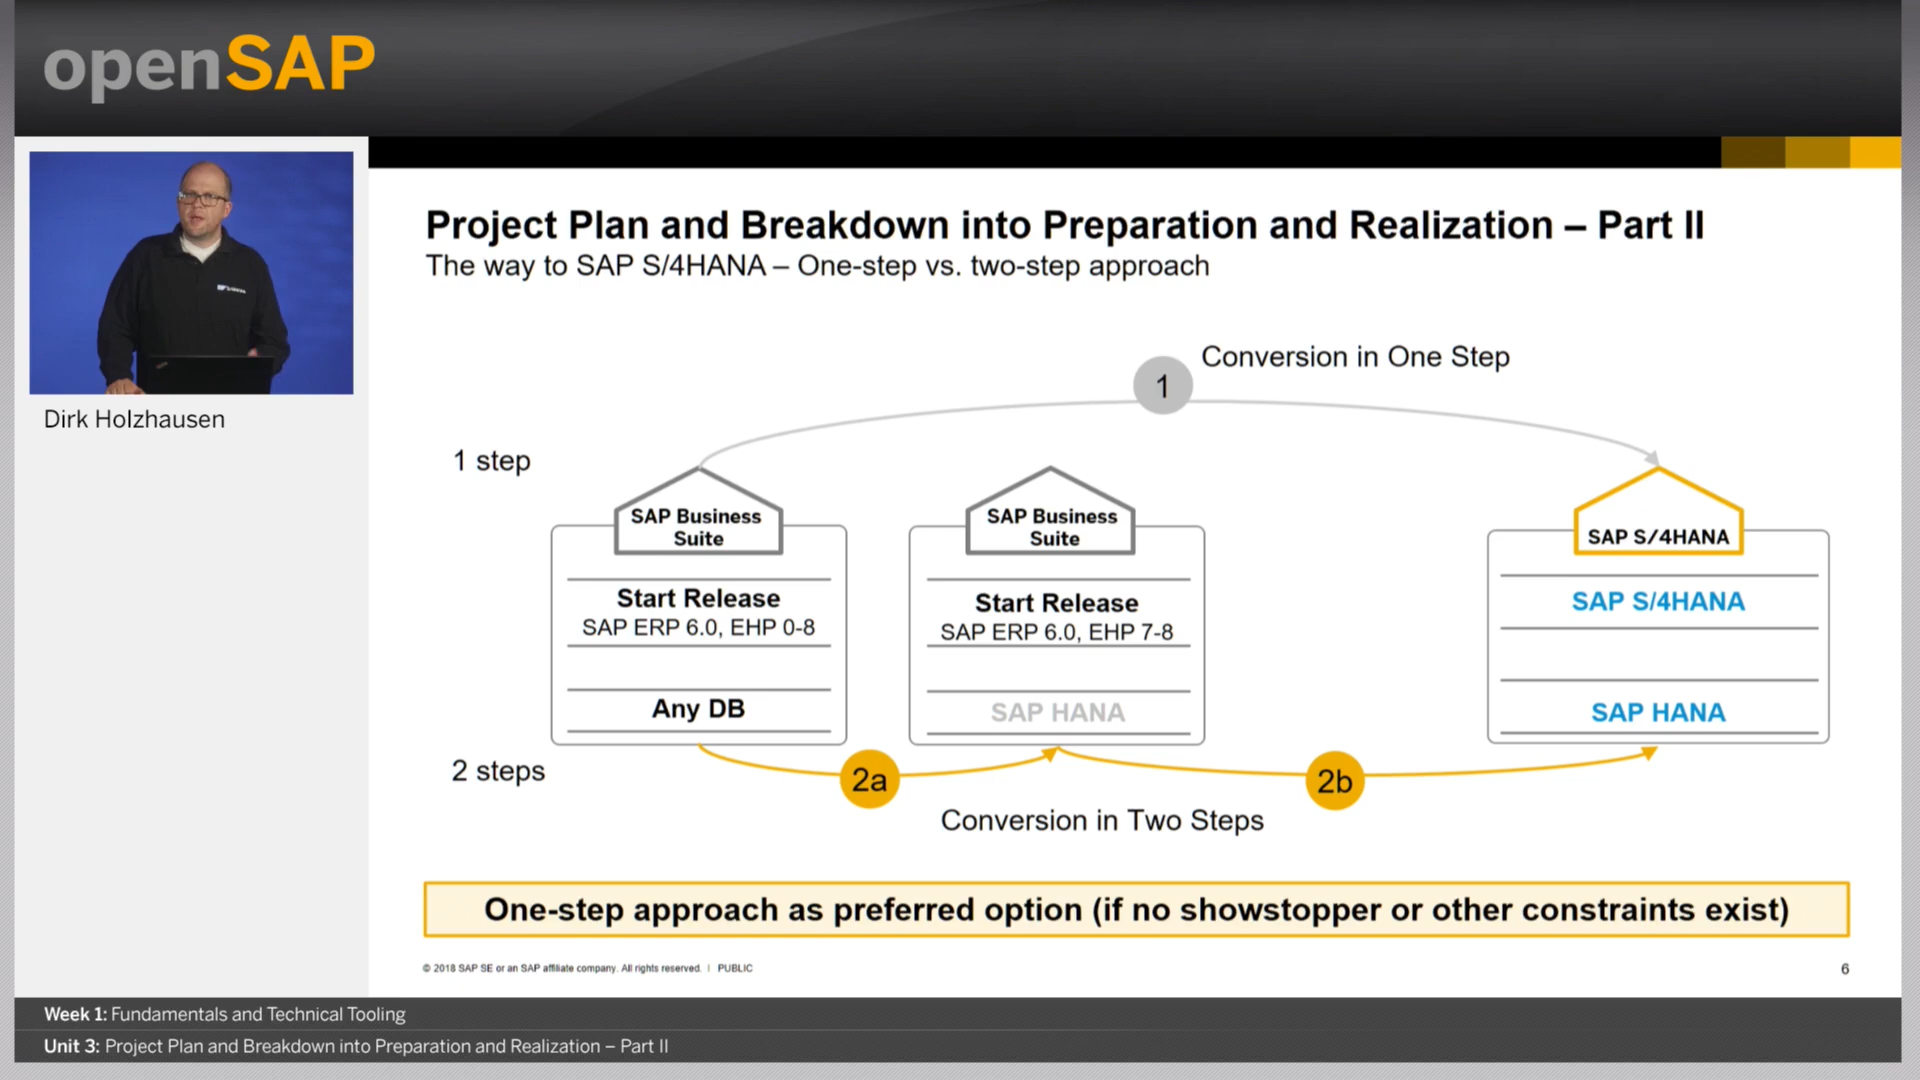 openSAP
Dirk Holzhausen
Project Plan and Breakdown into Preparation and Realization – Part II
The way to SAP S/4HANA – One-step vs. two-step approach
1
Conversion in One Step
1 step
SAP Business
Suite
Start Release
SAP ERP 6.0, EHP 0-8
Any DB
SAP Business
Suite
Start Release
SAP ERP 6.0, EHP 7-8
SAP HANA
SAP S/4HANA
SAP S/4HANA
SAP HANA
2 steps
2a
2b
Conversion in Two Steps
One-step approach as preferred option (if no showstopper or other constraints exist)
© 2018 SAP SE or an SAP affiliate company. All rights reserved. | PUBLIC
6
Week 1: Fundamentals and Technical Tooling
Unit 3: Project Plan and Breakdown into Preparation and Realization – Part II